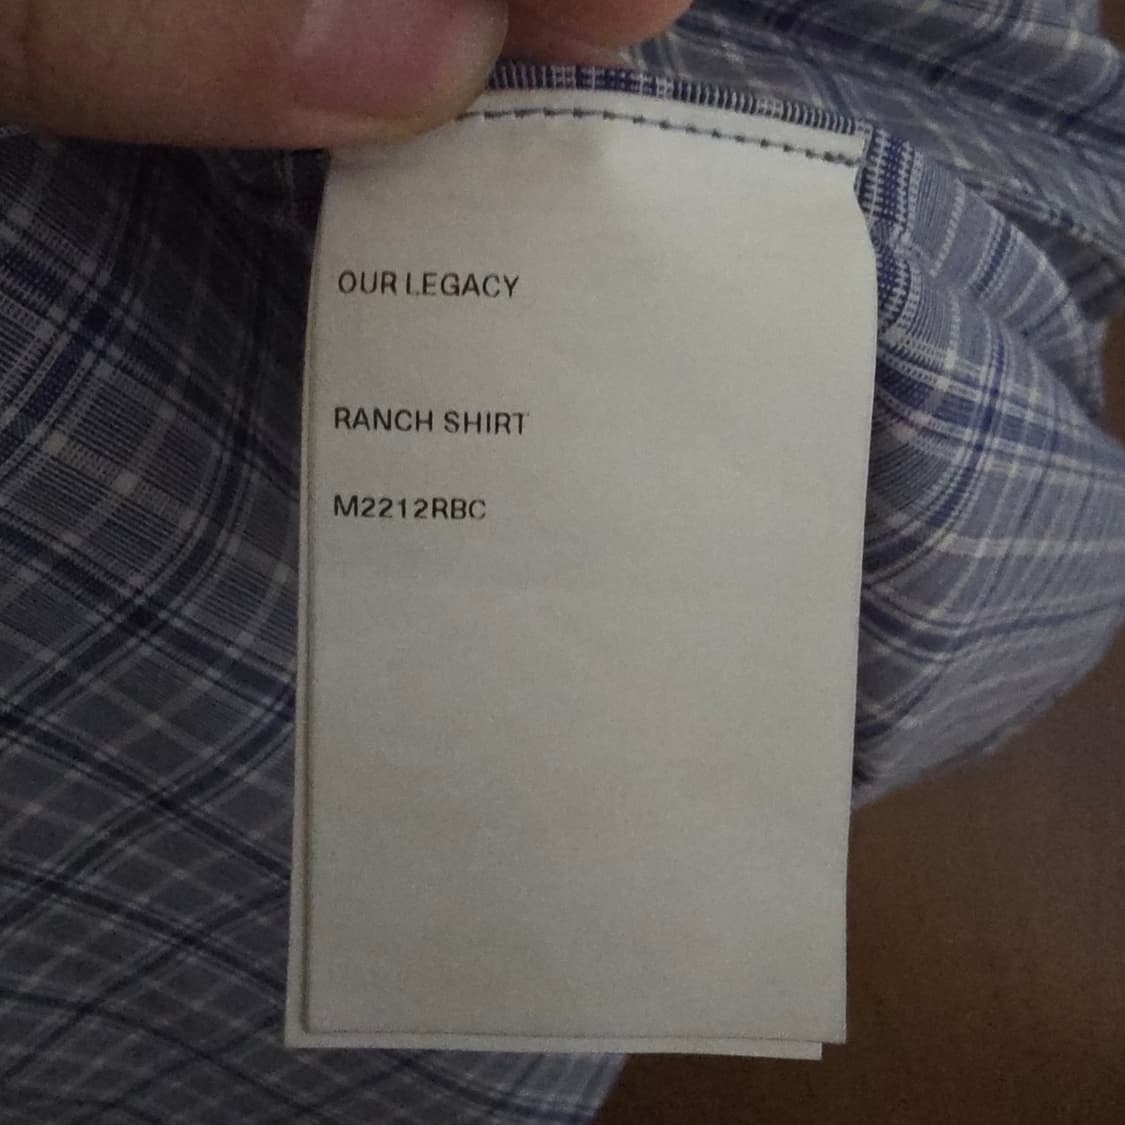 OUR LEGACY
RANCH SHIRT
M2212RBC